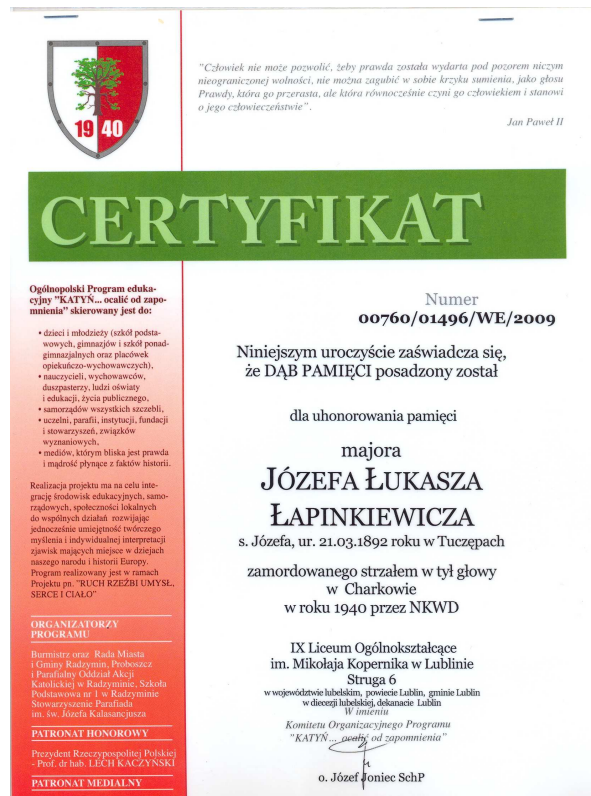 "Człowiek nie może pozwolić, żeby prawda została wydarta pod pozorem niczym
nieograniczonej wolności, nie można zagubić w sobie krzyku sumienia, jako głosu
Prawdy, która go przerasta, ale która równocześnie czyni go człowiekiem i stanowi
o jego człowieczeństwie".
Jan Paweł II
19 40
CERTYFIKAT
Ogólnopolski Program eduka-
cyjny "KATYŃ... ocalić od zapo-
mnienia" skierowany jest do:
• dzieci i młodzieży (szkół podsta-
wowych, gimnazjów i szkół ponad-
gimnazjalnych oraz placówek
opiekuńczo-wychowawczych),
• nauczycieli, wychowawców,
duszpasterzy, ludzi oświaty
i edukacji, życia publicznego,
• samorządów wszystkich szczebli,
• uczelni, parafii, instytucji, fundacji
i stowarzyszeń, związków
wyznaniowych,
• mediów, którym bliska jest prawda
i mądrość płynące z faktów historii.
Realizacja projektu ma na celu inte-
grację środowisk edukacyjnych, samo-
rządowych, społeczności lokalnych
do wspólnych działań rozwijając
jednocześnie umiejętność twórczego
myślenia i indywidualnej interpretacji
zjawisk mających miejsce w dziejach
naszego narodu i historii Europy.
Program realizowany jest w ramach
Projektu pn. "RUCH RZEŹBI UMYSŁ,
SERCE I CIAŁO"
ORGANIZATORZY
PROGRAMU
Burmistrz oraz Rada Miasta
i Gminy Radzymin, Proboszcz
i Parafialny Oddział Akcji
Katolickiej w Radzyminie, Szkoła
Podstawowa nr 1 w Radzyminie
Stowarzyszenie Parafiada
im. św. Józefa Kalasancjusza
PATRONAT HONOROWY
Prezydent Rzeczypospolitej Polskiej
- Prof. dr hab. LECH KACZYŃSKI
PATRONAT MEDIALNY
Numer
00760/01496/WE/2009
Niniejszym uroczyście zaświadcza się,
że DĄB PAMIĘCI posadzony został
dla uhonorowania pamięci
majora
JÓZEFA ŁUKASZA
ŁAPINKIEWICZA
s. Józefa, ur. 21.03.1892 roku w Tuczępach
zamordowanego strzałem w tył głowy
w Charkowie
w roku 1940 przez NKWD
IX Liceum Ogólnokształcące
im. Mikołaja Kopernika w Lublinie
Struga 6
w województwie lubelskim, powiecie Lublin, gminie Lublin
w diecezji lubelskiej, dekanacie Lublin
W imieniu
Komitetu Organizacyjnego Programu
"KATYŃ... ocalić od zapomnienia"
o. Józef Joniec SchP